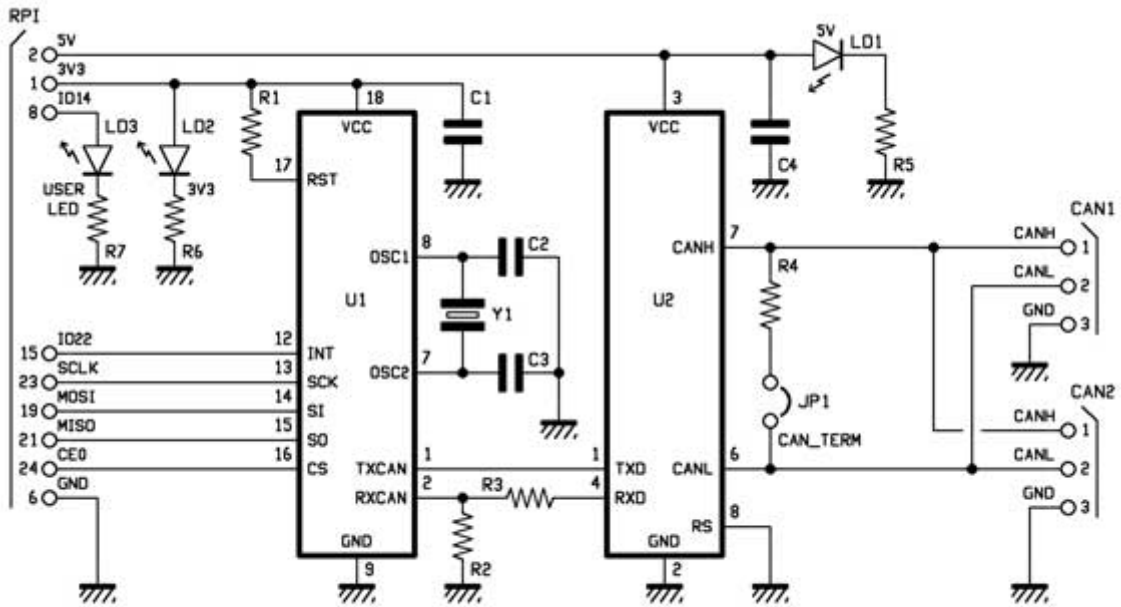 RPI
2 5V
1 3V3
8 IO14
LD3
USER
LED
R7
LD2
3V3
R6
R1
15 IO22
23 SCLK
19 MOSI
21 MISO
24 CE0
6 GND
U1
18 VCC
17 RST
8 OSC1
7 OSC2
12 INT
13 SCK
14 SI
15 SO
16 CS
1 TXCAN
2 RXCAN
GND
9
C1
C2
Y1
C3
R3
R2
U2
3
VCC
7 CANH
6 CANL
1 TXD
4 RXD
8 RS
GND
2
C4
5V
LD1
R5
R4
JP1
CAN_TERM
CAN1
CANH 1
CANL 2
GND 3
CAN2
CANH 1
CANL 2
GND 3